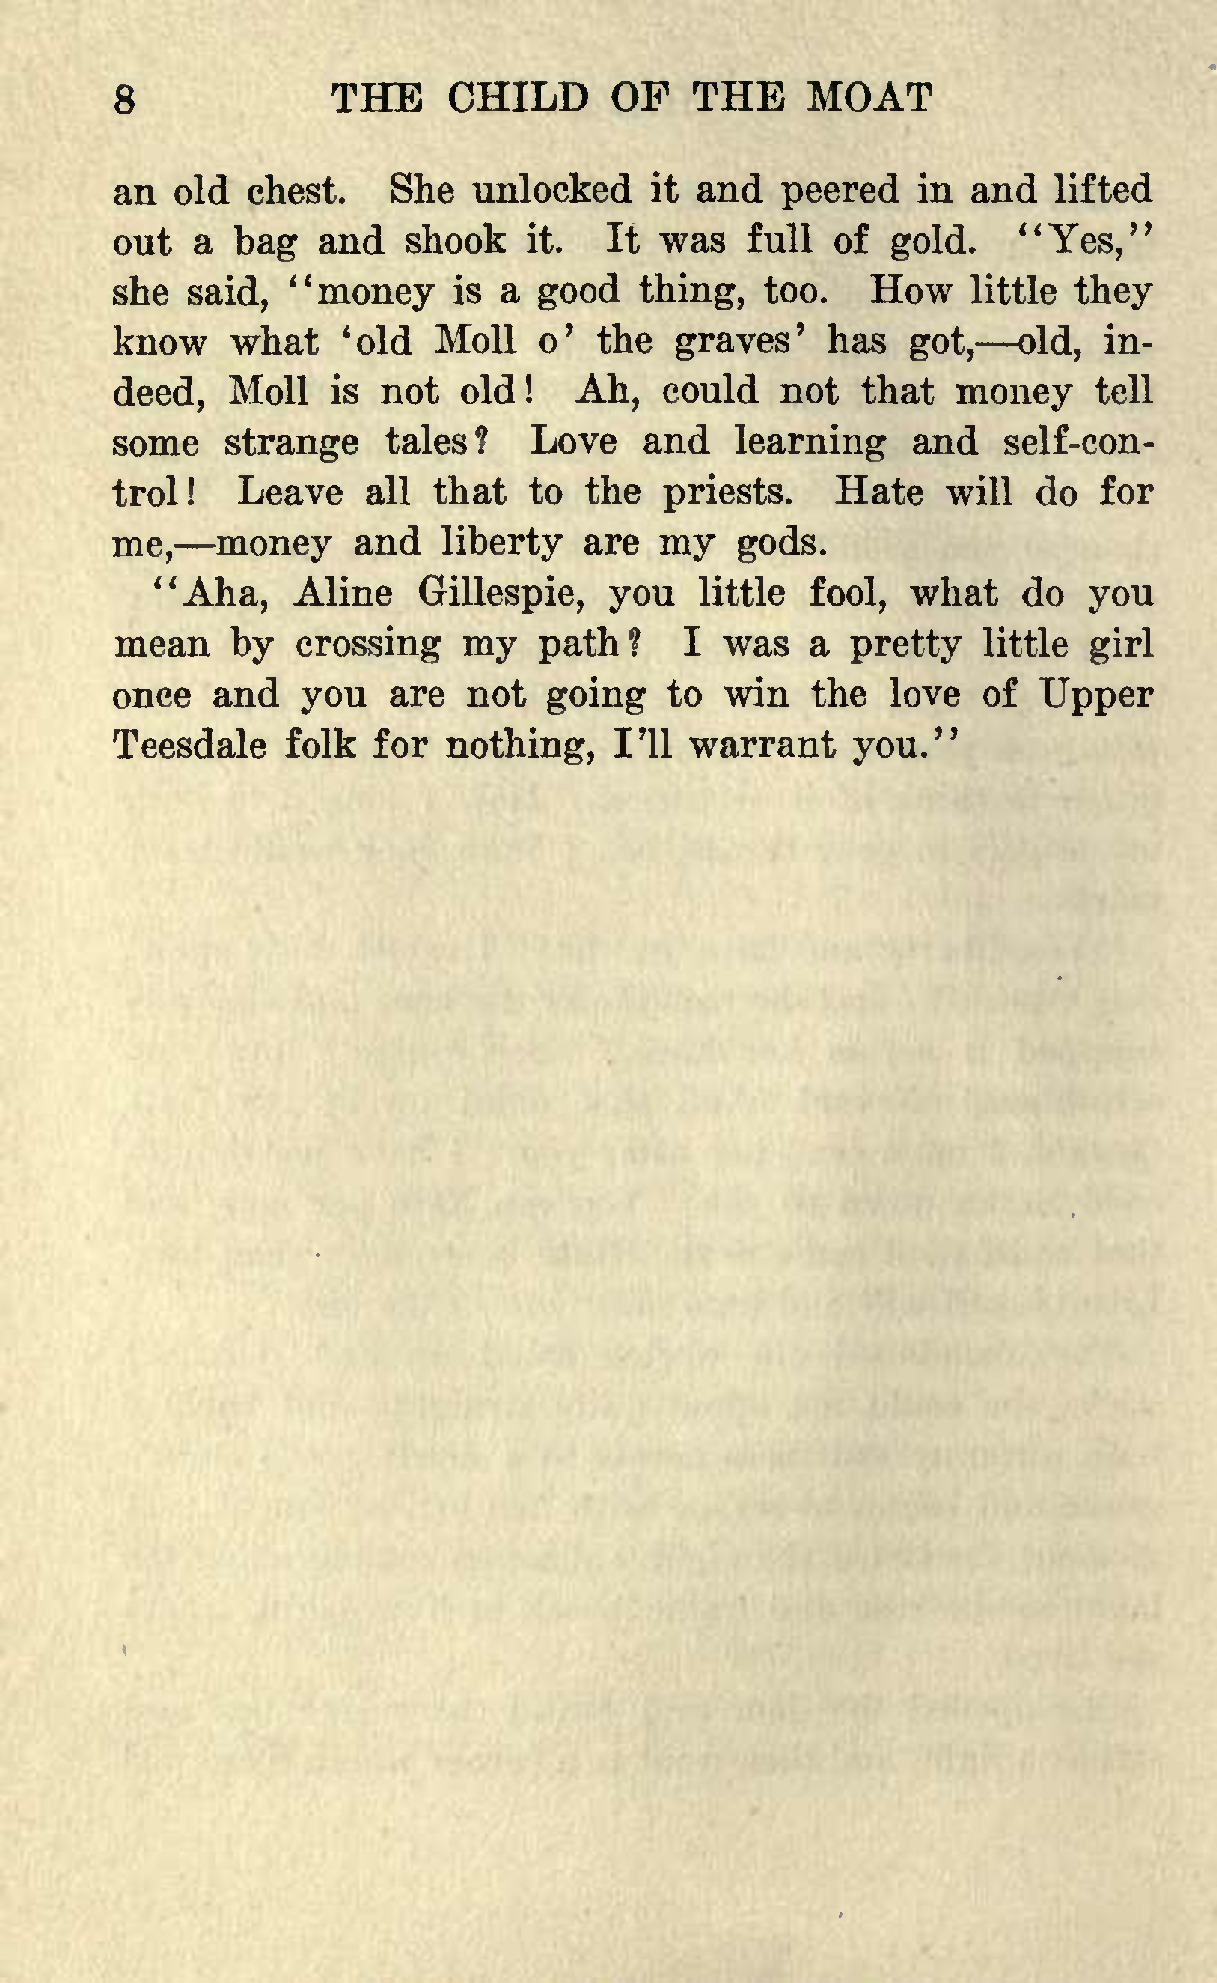 8 THE CHILD OF THE MOAT
an old chest. She unlocked it and peered in and lifted
out a bag and shook it. It was full of gold. "Yes,"
she said, "money is a good thing, too. How little they
know what 'old Moll o' the graves' has got,—old, in-
deed, Moll is not old! Ah, could not that money tell
some strange tales? Love and learning and self-con-
trol! Leave all that to the priests. Hate will do for
me,—money and liberty are my gods.
"Aha, Aline Gillespie, you little fool, what do you
mean by crossing my path? I was a pretty little girl
once and you are not going to win the love of Upper
Teesdale folk for nothing, I'll warrant you."